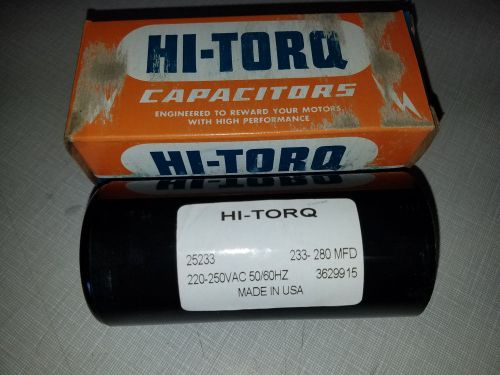 HI-TORQ
CAPACITORS
ENGINEERED TO REWARD YOUR MOTORS
WITH HIGH PERFORMANCE
HI-TORQ
HI-TORQ
25233 233- 280 MFD
220-250VAC 50/60HZ 3629915
MADE IN USA